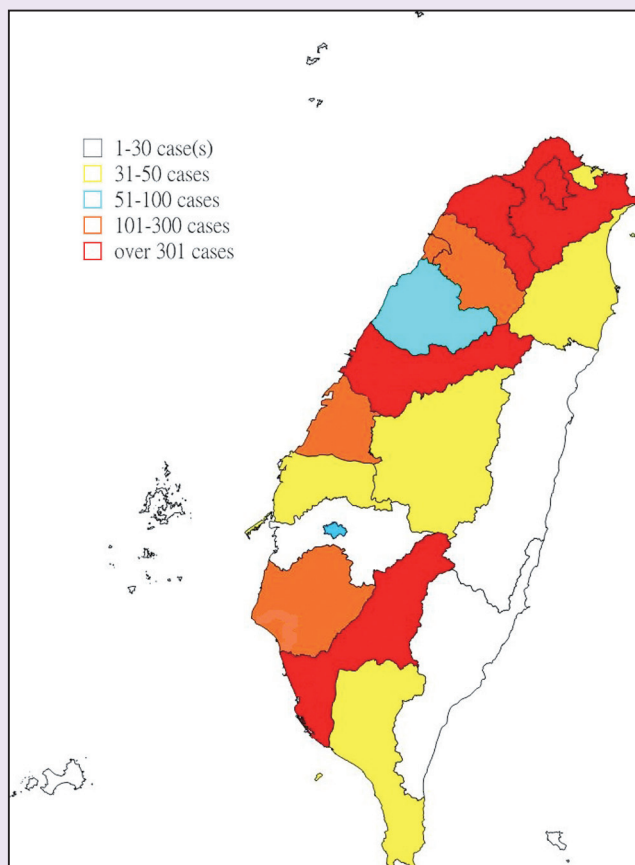 1-30 case(s)
31-50 cases
51-100 cases
101-300 cases
over 301 cases